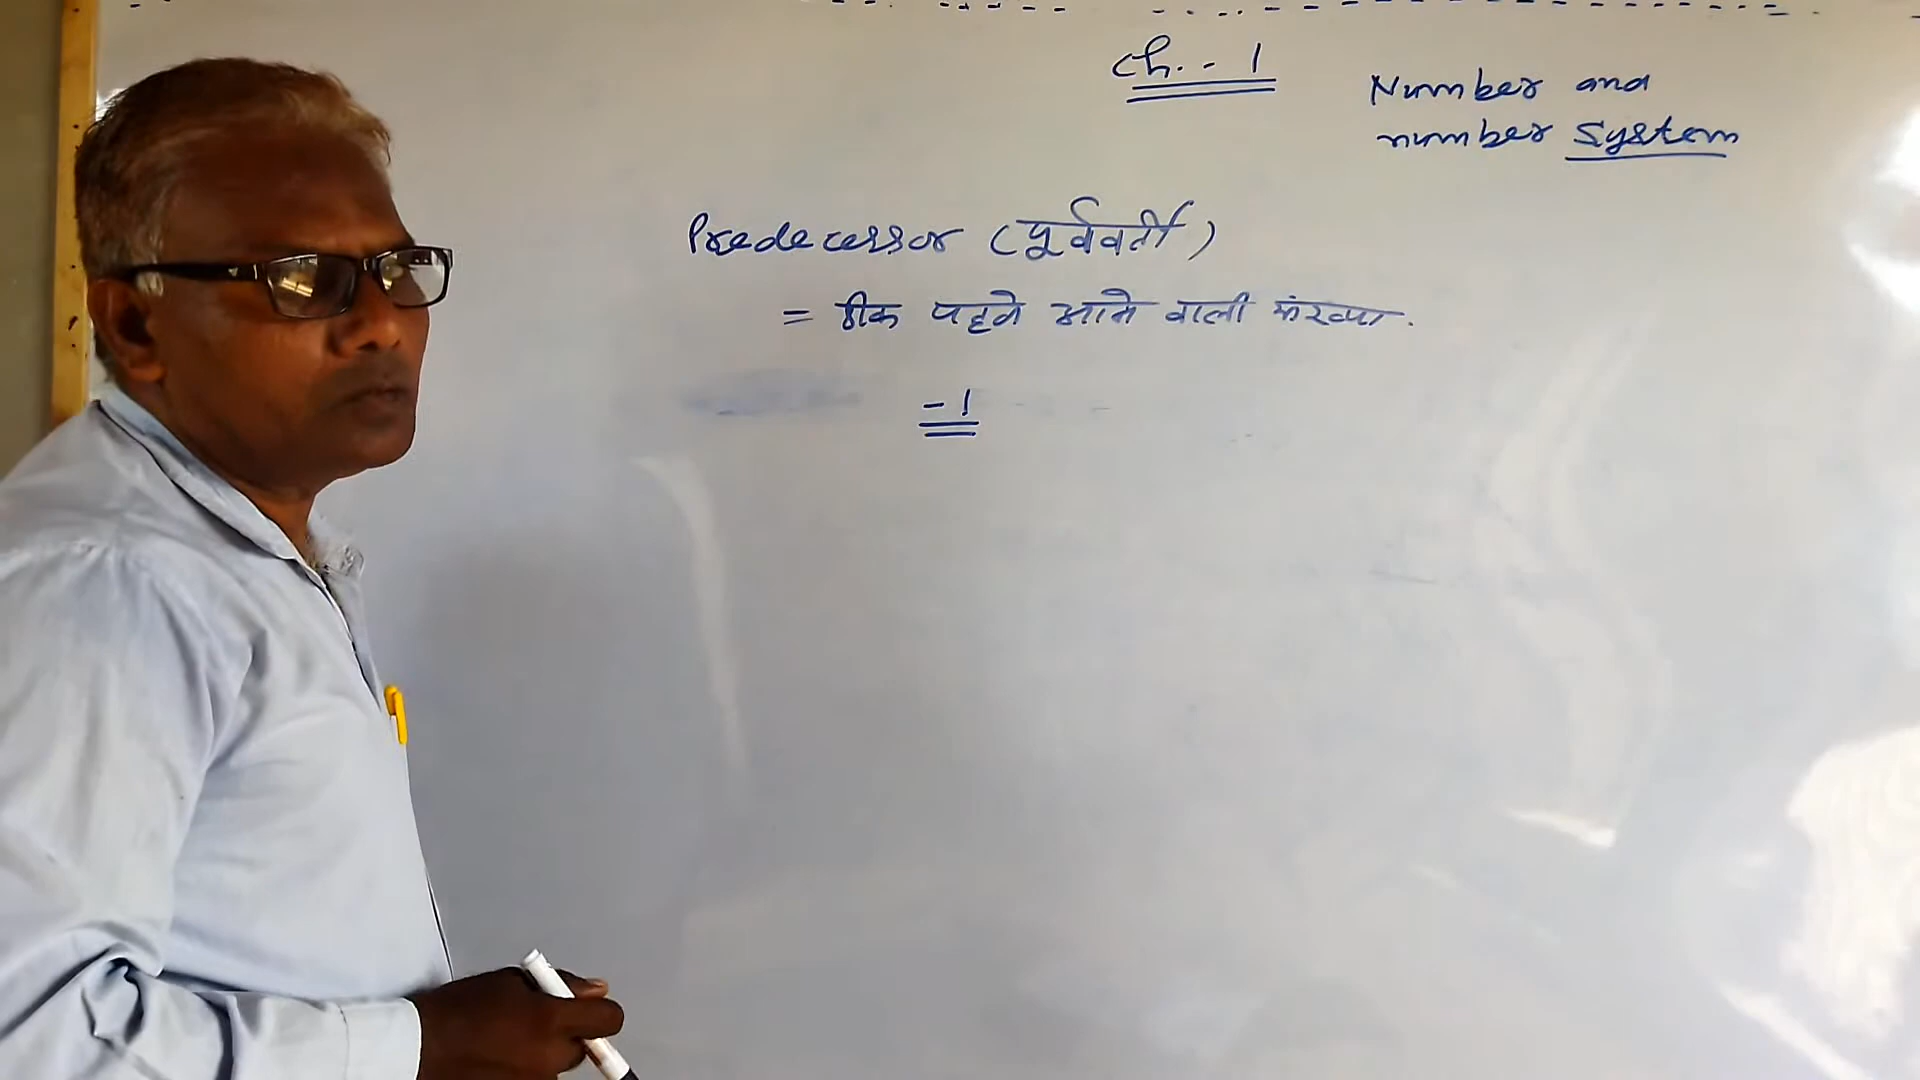 Ch. - 1
Number and
number System
Predecessor (पूर्ववर्ती)
= ठीक पहले आने वाली संख्या.
-1